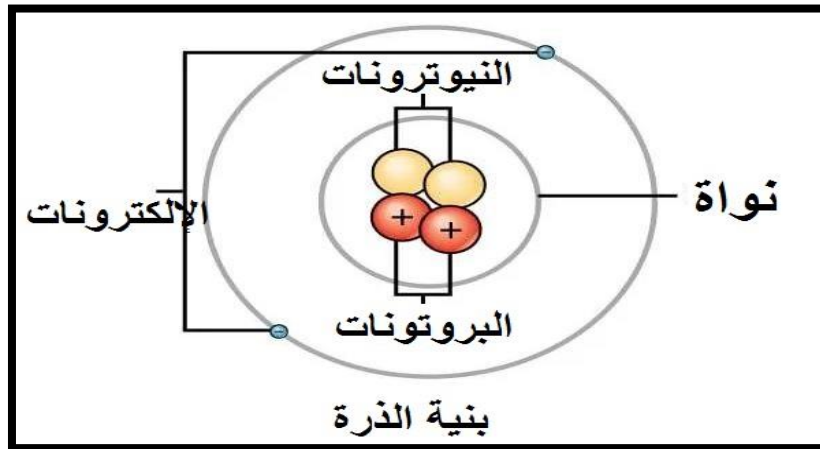 النيوترونات
نواة
الإلكترونات
+
+
البروتونات
بنية الذرة